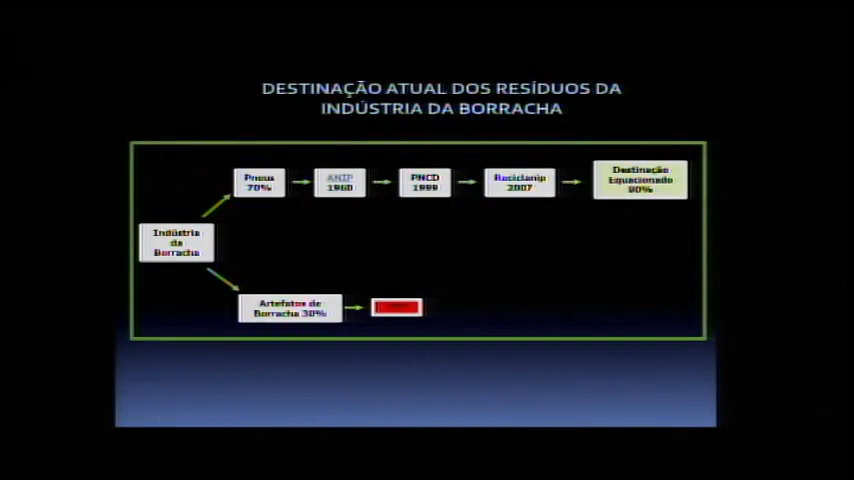 DESTINAÇÃO ATUAL DOS RESÍDUOS DA
INDÚSTRIA DA BORRACHA
Pneus
70%
ANIP
1960
PNCD
1999
Reciclanip
2007
Destinação
Equacionado
90%
Indústria
da
Borracha
Artefatos de
Borracha 30%